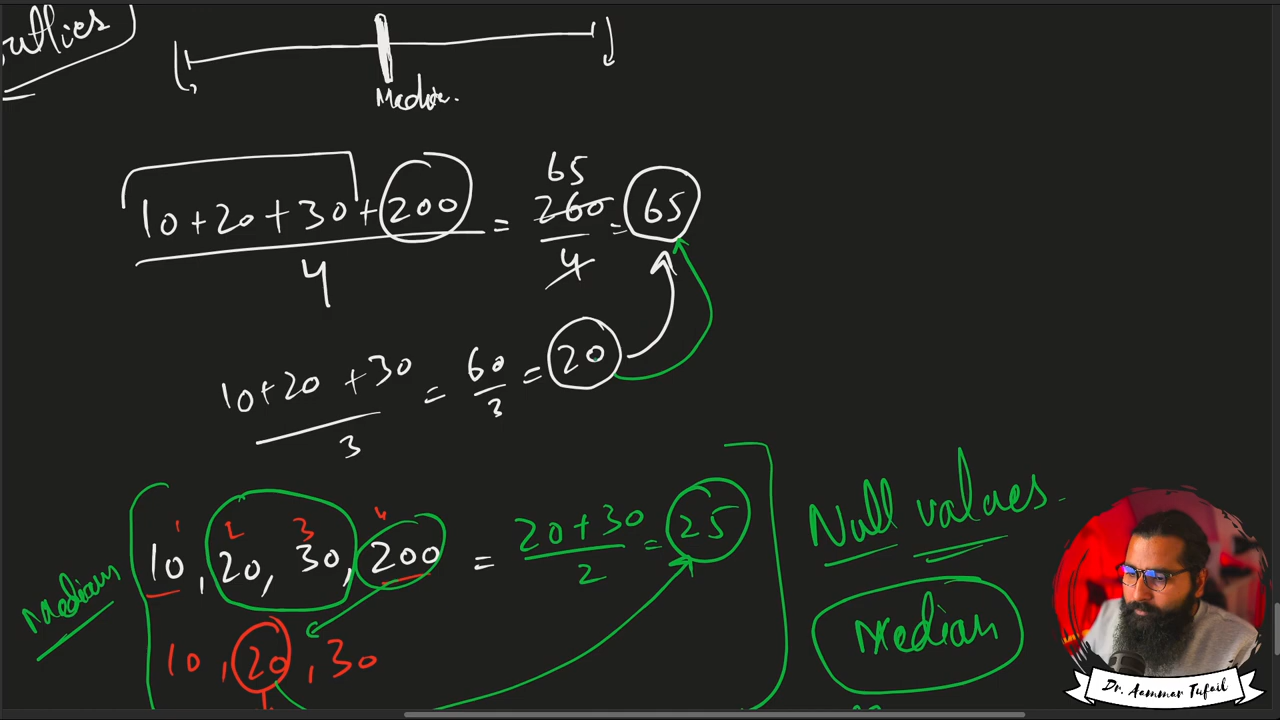 Median.
10+20+30+200 / 4 = 65 260 / 4 = 65
10+20+30 / 3 = 60 / 3 = 20
1 2 3 4
Median 10, 20, 30, 200 = 20+30 / 2 = 25
10, 20, 30
Null values.
Median
Dr. Aammar Tufail